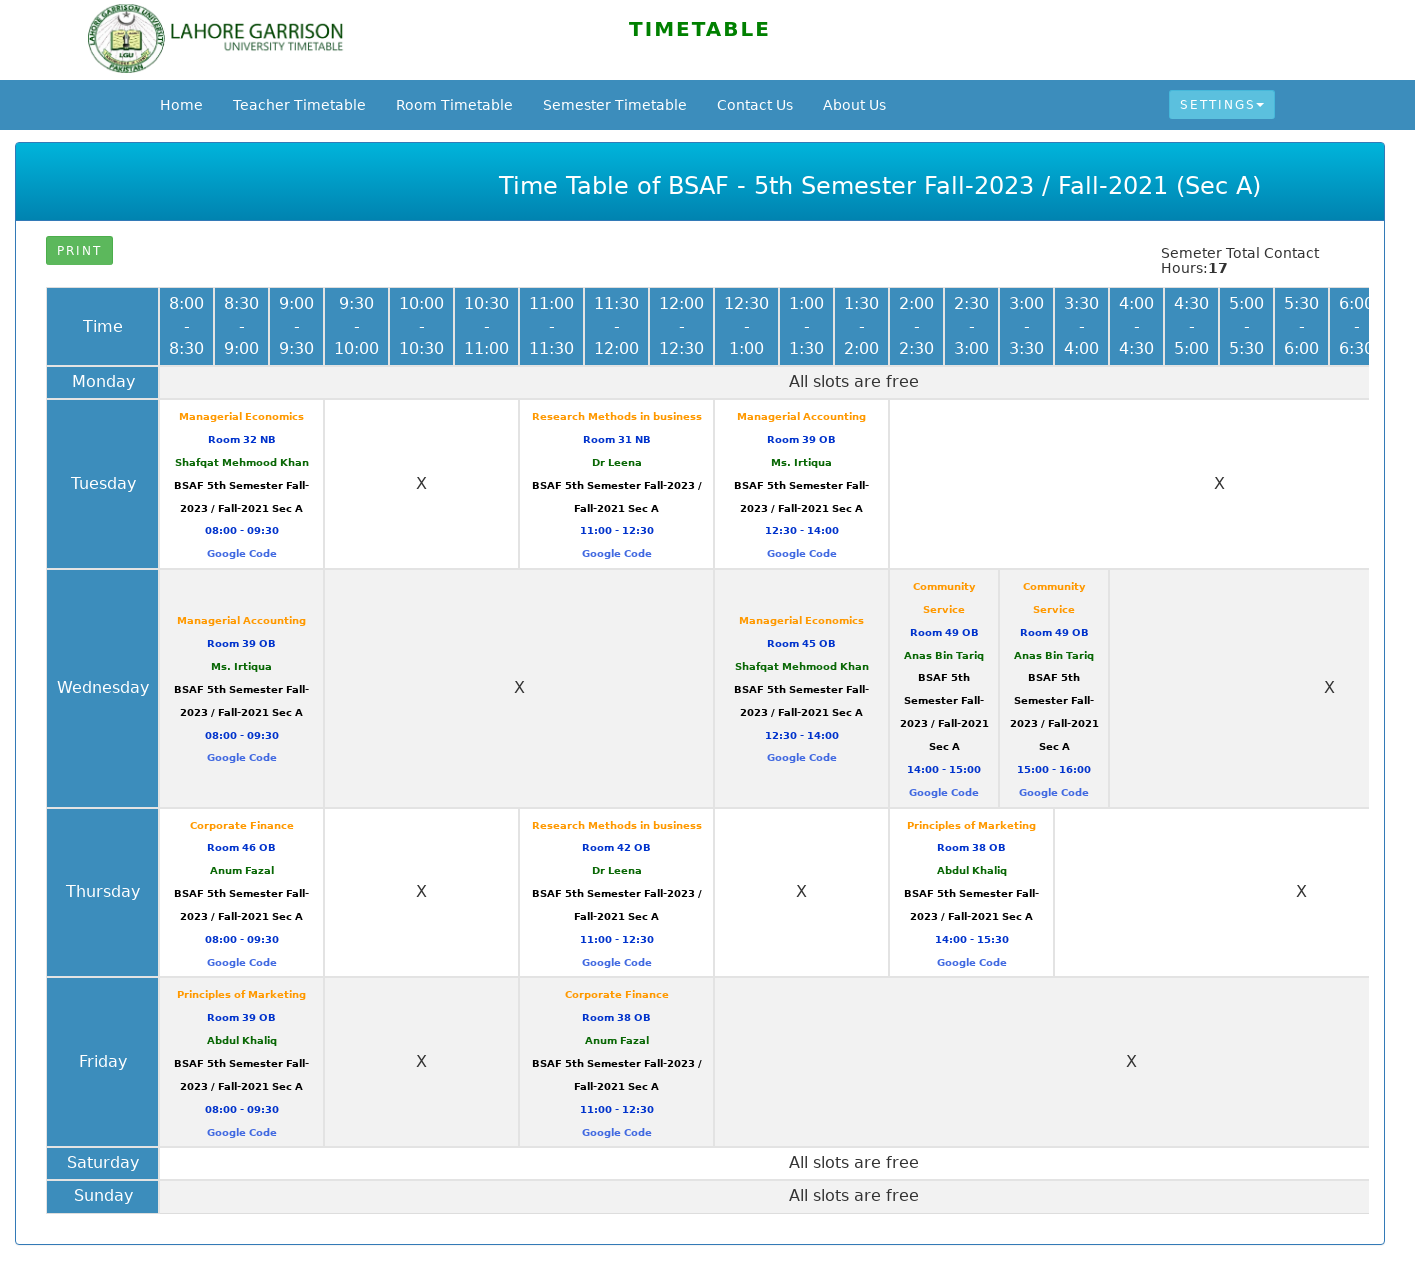 LAHORE GARRISON
UNIVERSITY TIMETABLE
TIMETABLE
Home Teacher Timetable Room Timetable Semester Timetable Contact Us About Us SETTINGS
Time Table of BSAF - 5th Semester Fall-2023 / Fall-2021 (Sec A)
PRINT
Semeter Total Contact
Hours:17
Time
8:00 - 8:30
8:30 - 9:00
9:00 - 9:30
9:30 - 10:00
10:00 - 10:30
10:30 - 11:00
11:00 - 11:30
11:30 - 12:00
12:00 - 12:30
12:30 - 1:00
1:00 - 1:30
1:30 - 2:00
2:00 - 2:30
2:30 - 3:00
3:00 - 3:30
3:30 - 4:00
4:00 - 4:30
4:30 - 5:00
5:00 - 5:30
5:30 - 6:00
6:00 - 6:30
Monday
All slots are free
Tuesday
Managerial Economics
Room 32 NB
Shafqat Mehmood Khan
BSAF 5th Semester Fall-
2023 / Fall-2021 Sec A
08:00 - 09:30
Google Code
X
Research Methods in business
Room 31 NB
Dr Leena
BSAF 5th Semester Fall-2023 /
Fall-2021 Sec A
11:00 - 12:30
Google Code
Managerial Accounting
Room 39 OB
Ms. Irtiqua
BSAF 5th Semester Fall-
2023 / Fall-2021 Sec A
12:30 - 14:00
Google Code
X
Wednesday
Managerial Accounting
Room 39 OB
Ms. Irtiqua
BSAF 5th Semester Fall-
2023 / Fall-2021 Sec A
08:00 - 09:30
Google Code
X
Managerial Economics
Room 45 OB
Shafqat Mehmood Khan
BSAF 5th Semester Fall-
2023 / Fall-2021 Sec A
12:30 - 14:00
Google Code
Community
Service
Room 49 OB
Anas Bin Tariq
BSAF 5th
Semester Fall-
2023 / Fall-2021
Sec A
14:00 - 15:00
Google Code
Community
Service
Room 49 OB
Anas Bin Tariq
BSAF 5th
Semester Fall-
2023 / Fall-2021
Sec A
15:00 - 16:00
Google Code
X
Thursday
Corporate Finance
Room 46 OB
Anum Fazal
BSAF 5th Semester Fall-
2023 / Fall-2021 Sec A
08:00 - 09:30
Google Code
X
Research Methods in business
Room 42 OB
Dr Leena
BSAF 5th Semester Fall-2023 /
Fall-2021 Sec A
11:00 - 12:30
Google Code
X
Principles of Marketing
Room 38 OB
Abdul Khaliq
BSAF 5th Semester Fall-
2023 / Fall-2021 Sec A
14:00 - 15:30
Google Code
X
Friday
Principles of Marketing
Room 39 OB
Abdul Khaliq
BSAF 5th Semester Fall-
2023 / Fall-2021 Sec A
08:00 - 09:30
Google Code
X
Corporate Finance
Room 38 OB
Anum Fazal
BSAF 5th Semester Fall-2023 /
Fall-2021 Sec A
11:00 - 12:30
Google Code
X
Saturday
All slots are free
Sunday
All slots are free